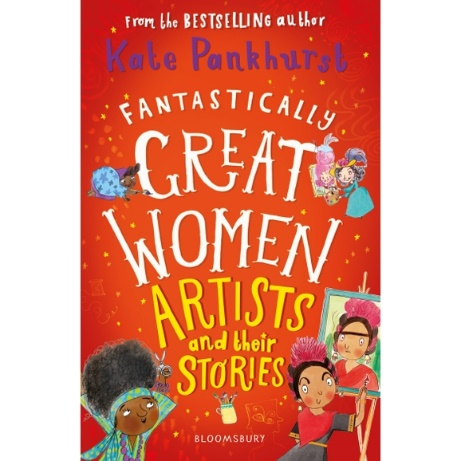 From the BESTSELLING author
Kate Pankhurst
FANTASTICALLY
GREAT
WOMEN
ARTISTS
and their
STORIES
BLOOMSBURY